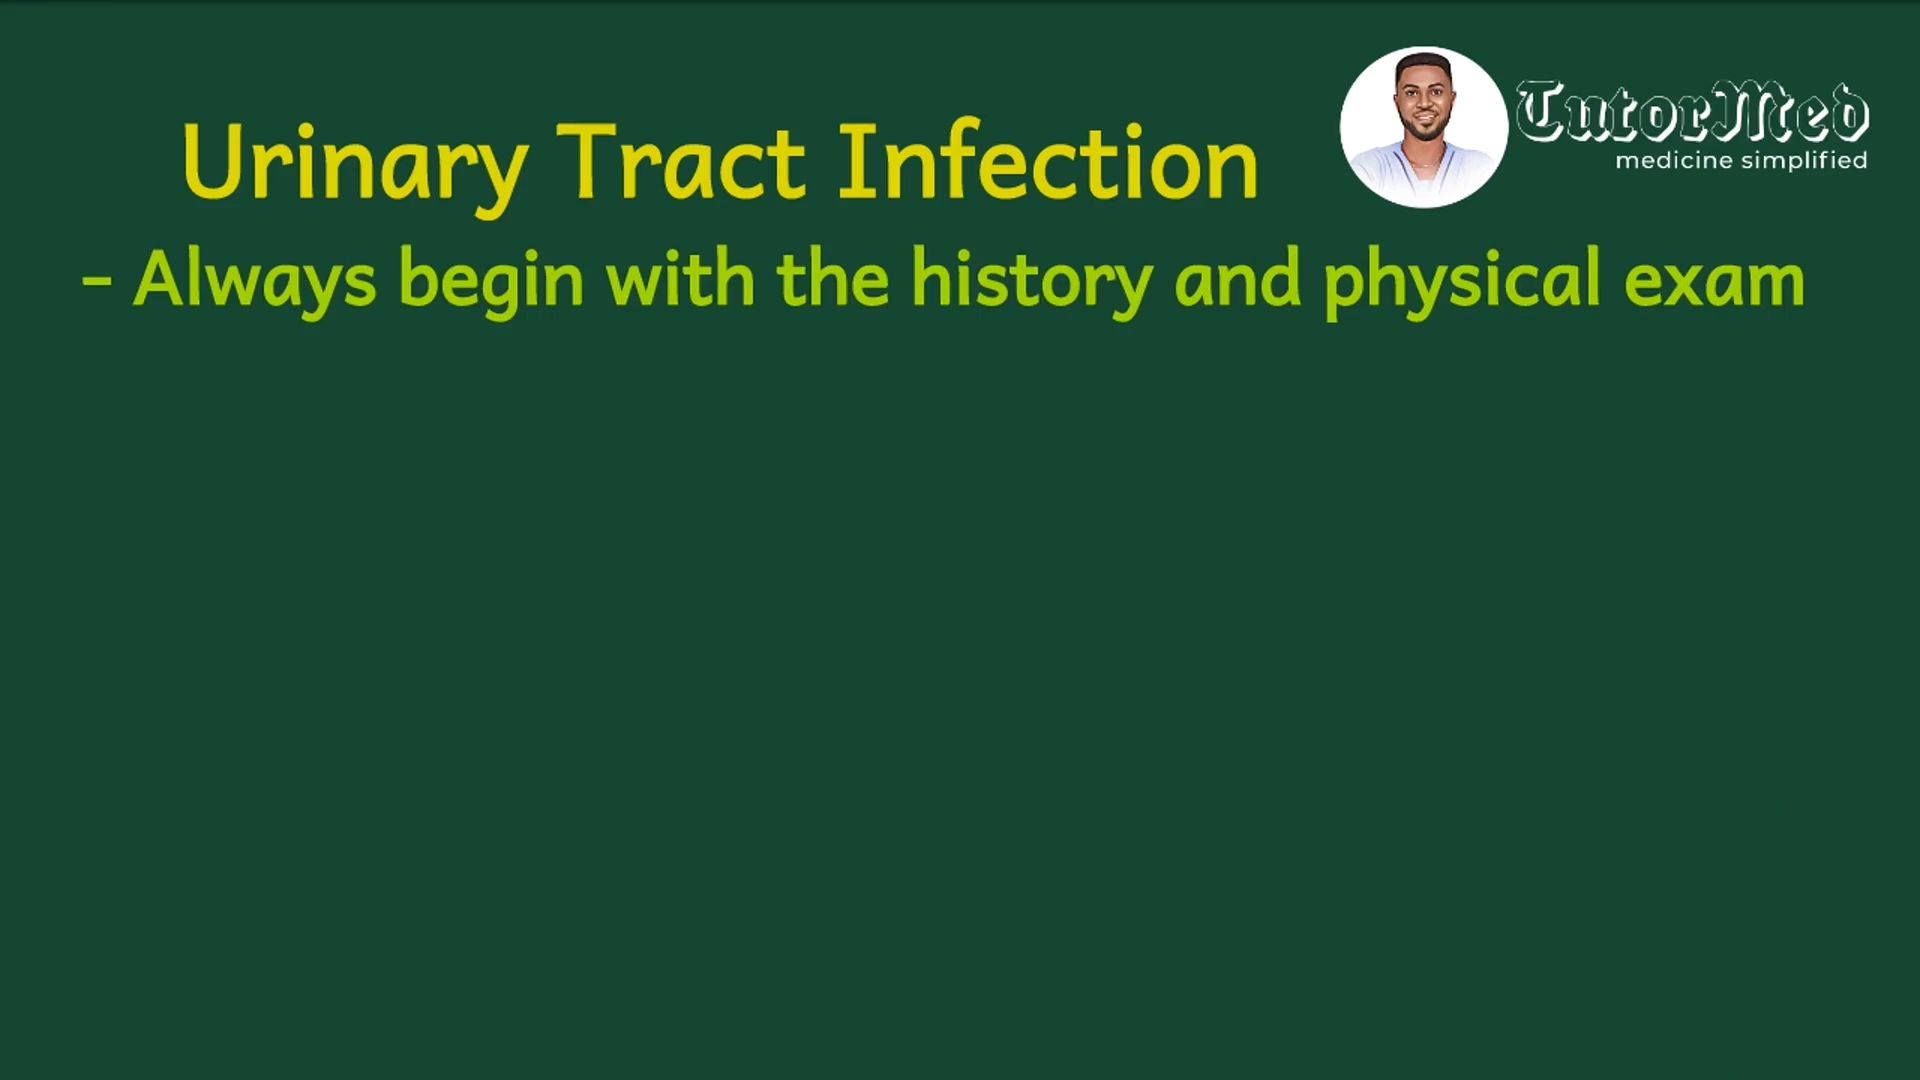 TutorMed
medicine simplified
Urinary Tract Infection
- Always begin with the history and physical exam